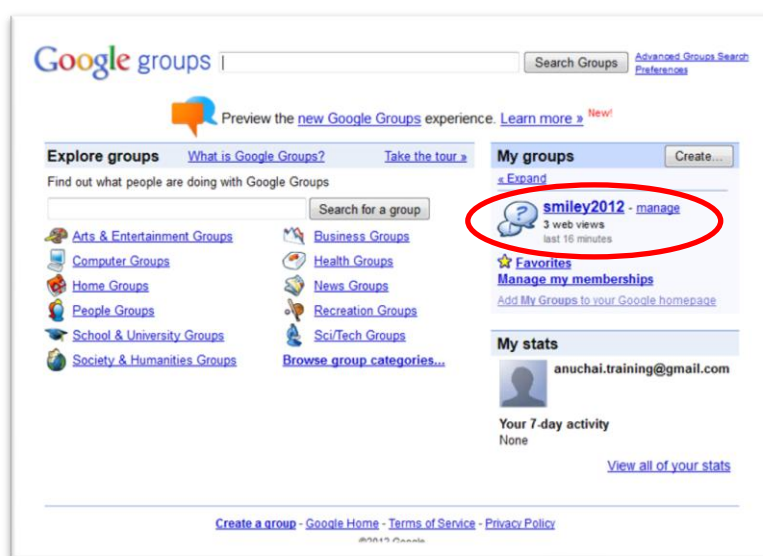 Google groups
Search Groups
Advanced Groups Search
Preferences
Preview the new Google Groups experience. Learn more » New!
Explore groups What is Google Groups? Take the tour »
Find out what people are doing with Google Groups
Search for a group
Arts & Entertainment Groups
Computer Groups
Home Groups
People Groups
School & University Groups
Society & Humanities Groups
Business Groups
Health Groups
News Groups
Recreation Groups
Sci/Tech Groups
Browse group categories...
My groups Create...
« Expand
smiley2012 - manage
3 web views
last 16 minutes
Favorites
Manage my memberships
Add My Groups to your Google homepage
My stats
anuchai.training@gmail.com
Your 7-day activity
None
View all of your stats
Create a group - Google Home - Terms of Service - Privacy Policy
©2012 Google